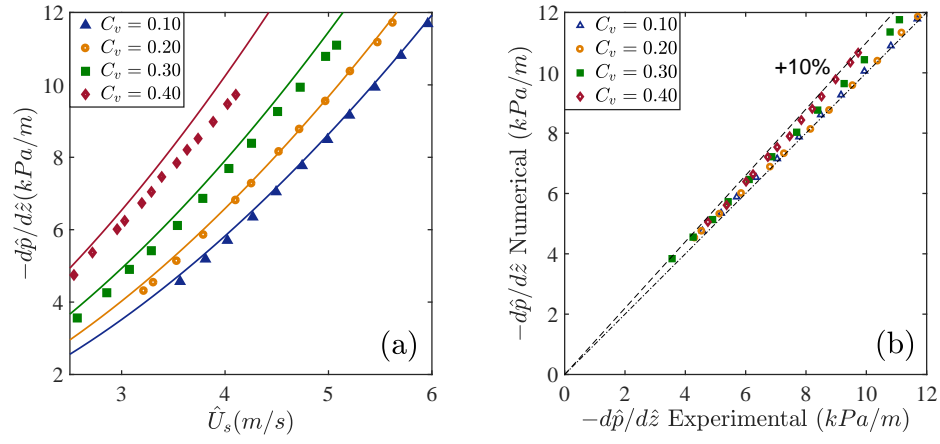 12
10
8
6
4
2
3
4
5
6
−dp̂/dẑ(kPa/m)
Û_s(m/s)
C_v = 0.10
C_v = 0.20
C_v = 0.30
C_v = 0.40
(a)
12
10
8
6
4
2
0
0
2
4
6
8
10
12
−dp̂/dẑ Numerical (kPa/m)
−dp̂/dẑ Experimental (kPa/m)
C_v = 0.10
C_v = 0.20
C_v = 0.30
C_v = 0.40
+10%
(b)